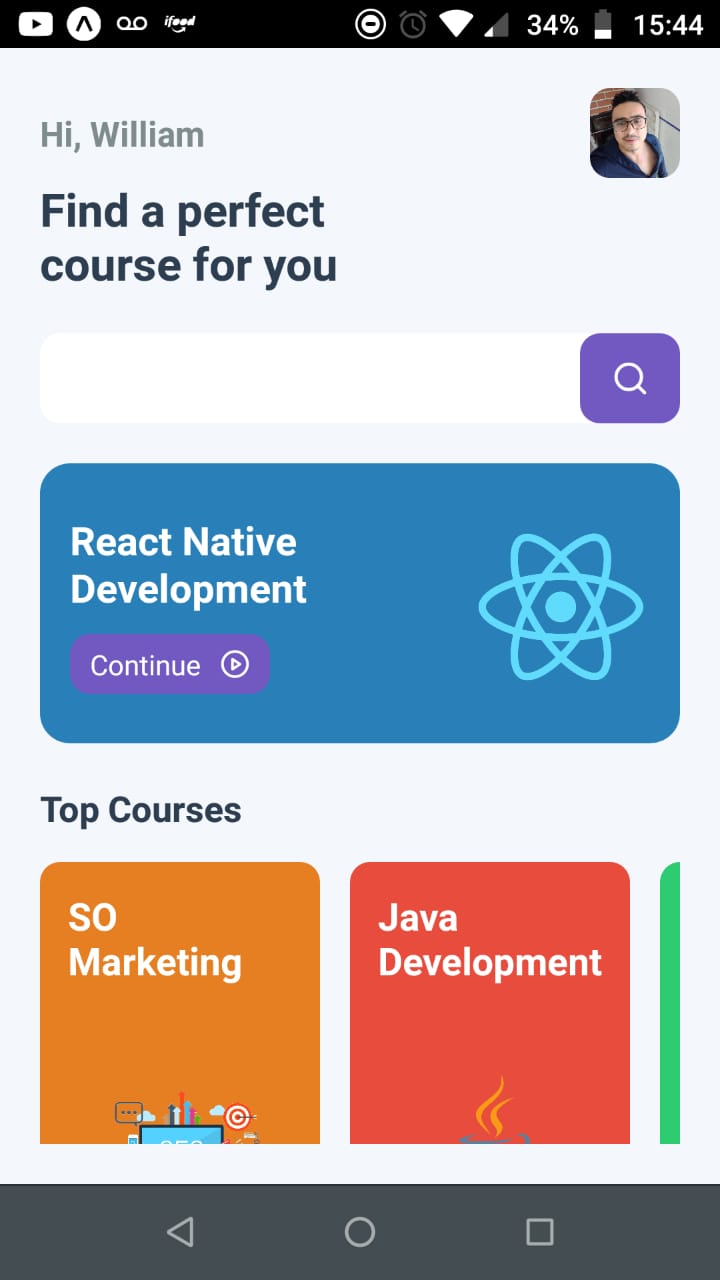 ifood 34% 15:44
Hi, William
Find a perfect
course for you
React Native
Development
Continue
Top Courses
SO
Marketing
Java
Development